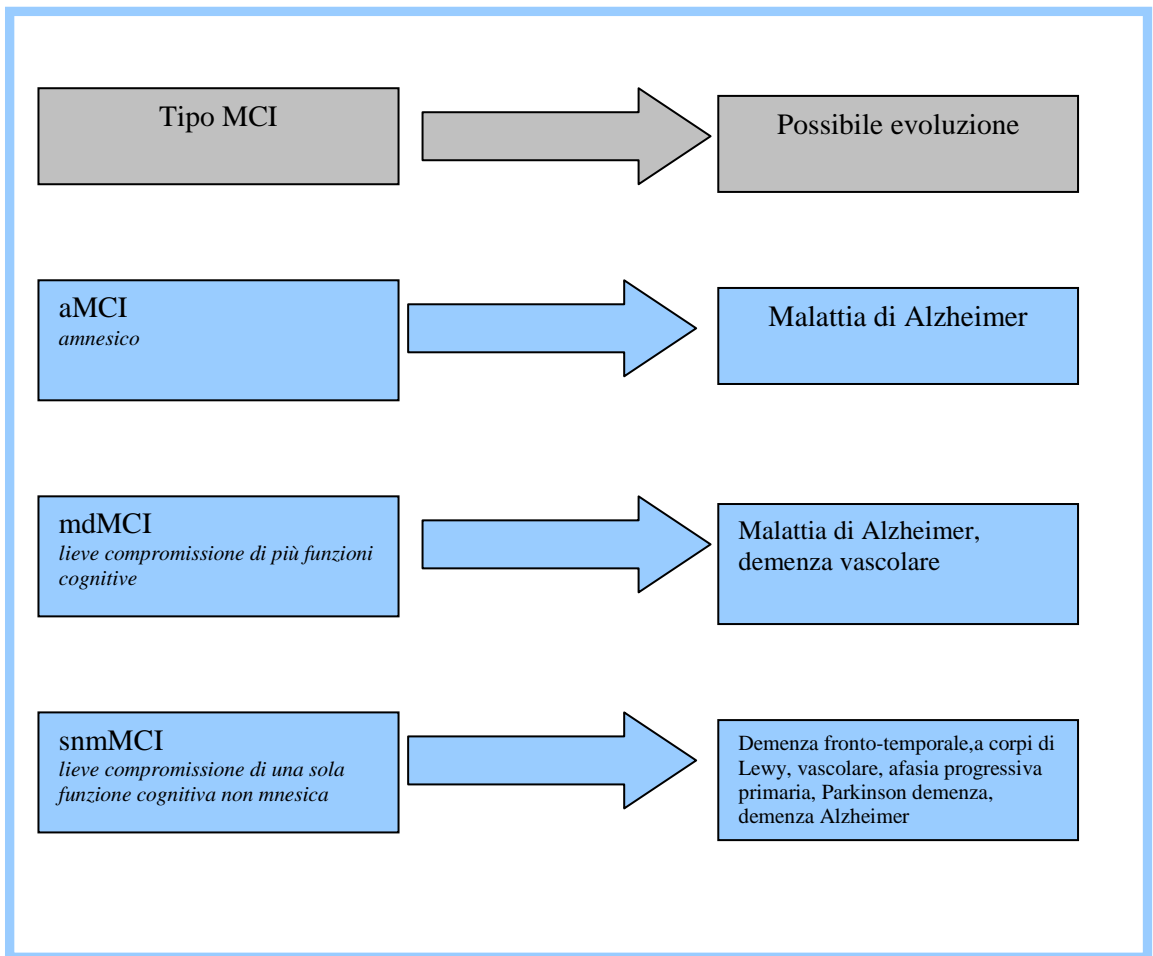 Tipo MCI
Possibile evoluzione
aMCI
amnesico
Malattia di Alzheimer
mdMCI
lieve compromissione di più funzioni
cognitive
Malattia di Alzheimer,
demenza vascolare
snmMCI
lieve compromissione di una sola
funzione cognitiva non mnesica
Demenza fronto-temporale,a corpi di
Lewy, vascolare, afasia progressiva
primaria, Parkinson demenza,
demenza Alzheimer